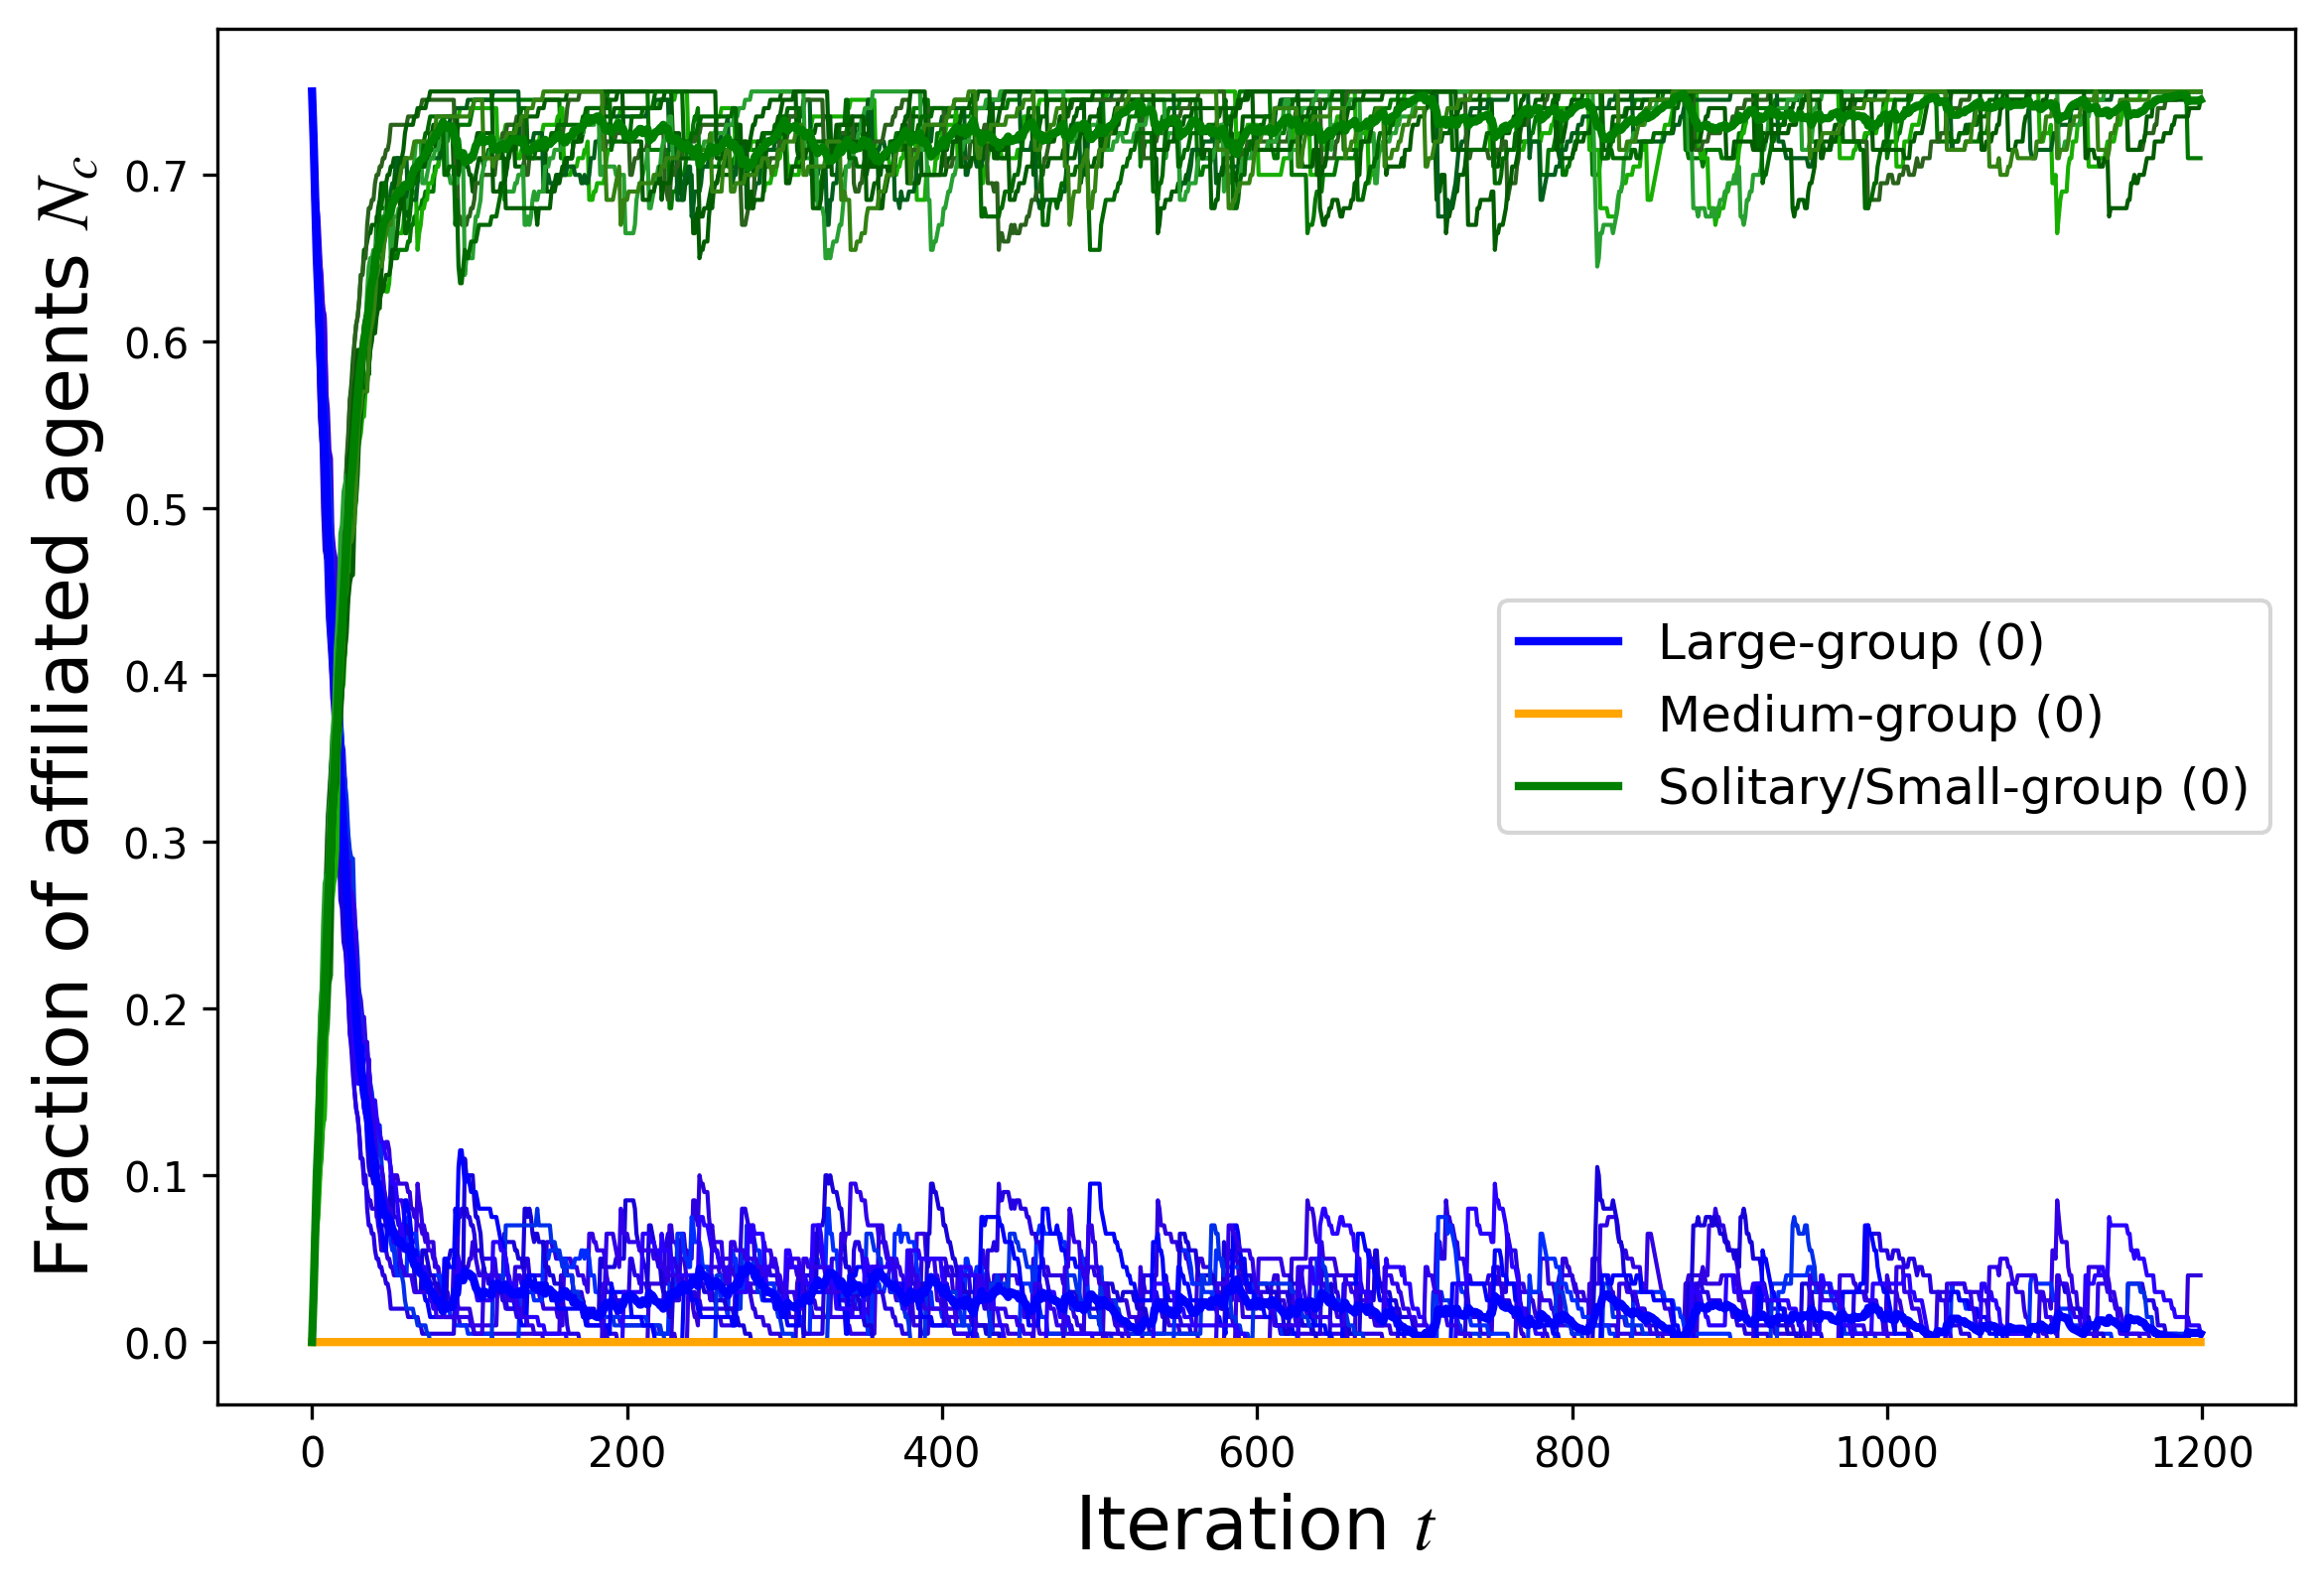 Fraction of affiliated agents N_c
0.7
0.6
0.5
0.4
0.3
0.2
0.1
0.0
Large-group (0)
Medium-group (0)
Solitary/Small-group (0)
0 200 400 600 800 1000 1200
Iteration t